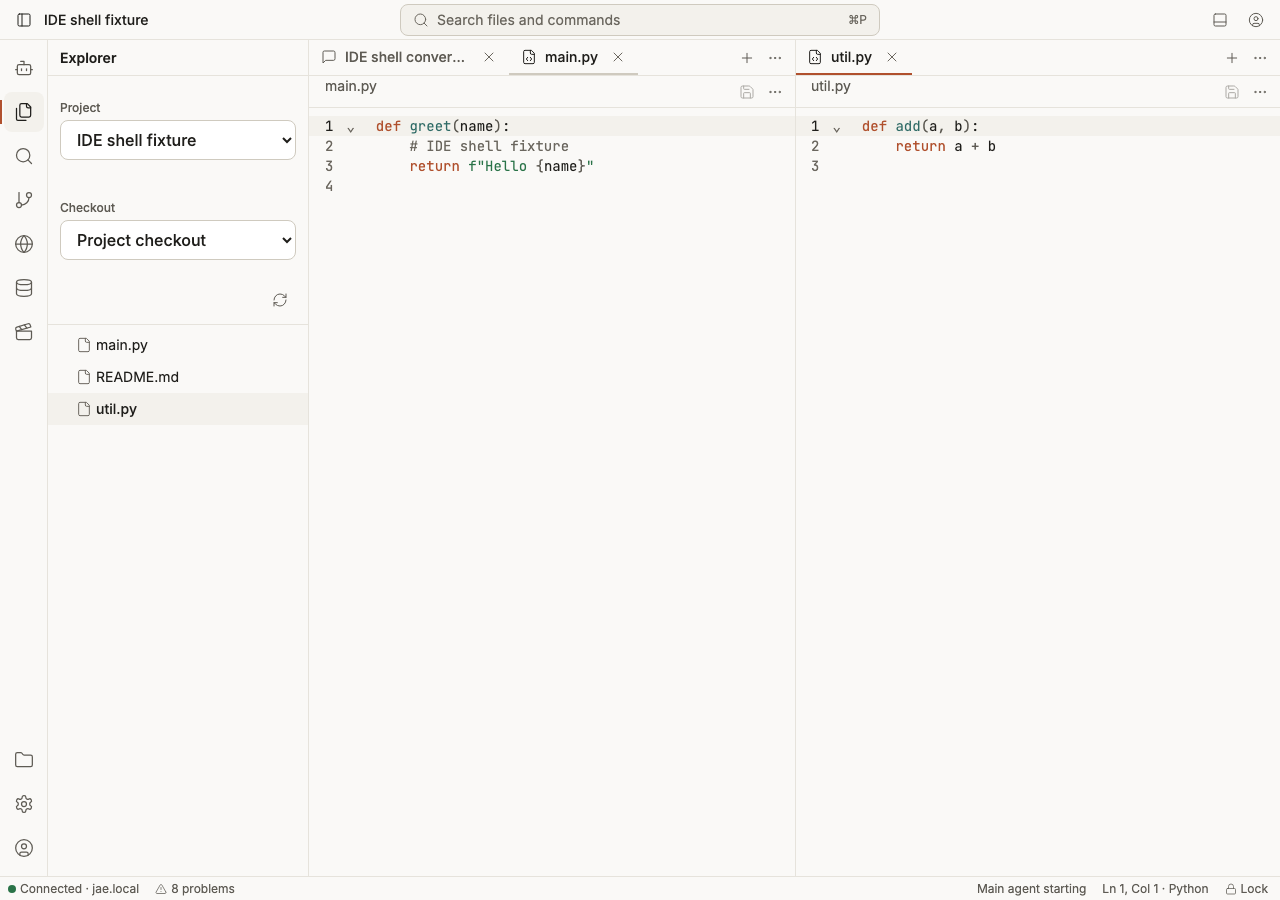 IDE shell fixture
Search files and commands ⌘P
Explorer
Project
IDE shell fixture
Checkout
Project checkout
main.py
README.md
util.py
IDE shell conver...
main.py
main.py
1 def greet(name):
2     # IDE shell fixture
3     return f"Hello {name}"
4
util.py
util.py
1 def add(a, b):
2     return a + b
3
Connected · jae.local
8 problems
Main agent starting
Ln 1, Col 1 · Python
Lock